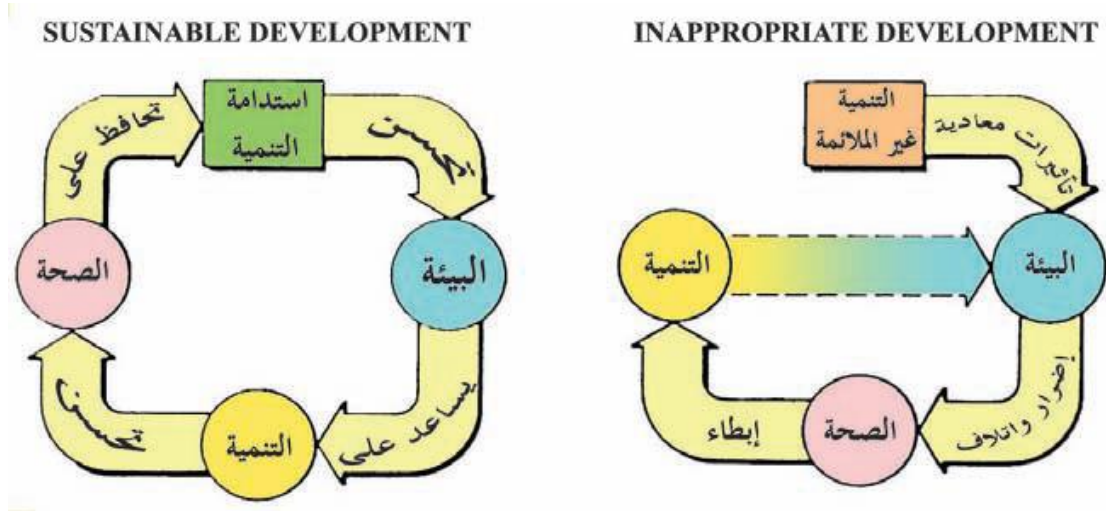 SUSTAINABLE DEVELOPMENT
استدامة
التنمية
تحسن
البيئة
يساعد على
التنمية
تحسن
الصحة
تحافظ على
INAPPROPRIATE DEVELOPMENT
التنمية
غير الملائمة
تأثيرات معادية
البيئة
إضرار واتلاف
الصحة
إبطاء
التنمية